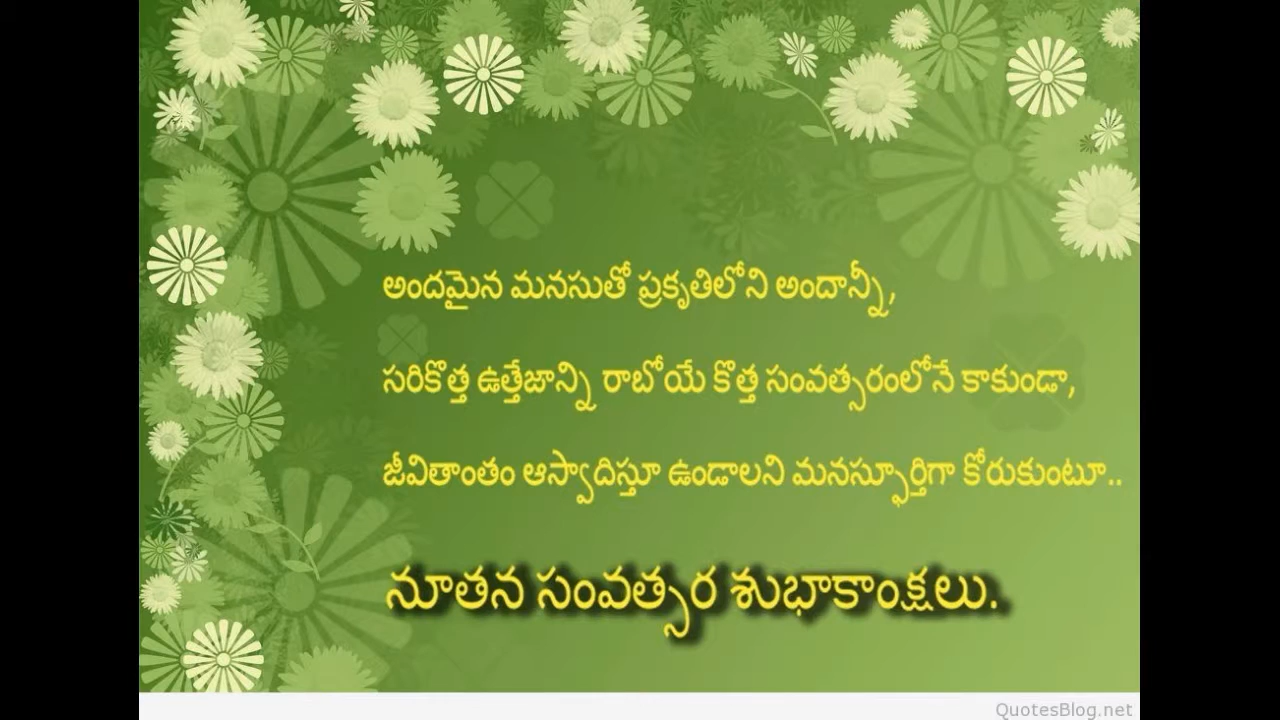 అందమైన మనసుతో ప్రకృతిలోని అందాన్నీ,
సరికొత్త ఉత్తేజాన్ని రాబోయే కొత్త సంవత్సరంలోనే కాకుండా,
జీవితాంతం ఆస్వాదిస్తూ ఉండాలని మనస్ఫూర్తిగా కోరుకుంటూ..
నూతన సంవత్సర శుభాకాంక్షలు.
QuotesBlog.net